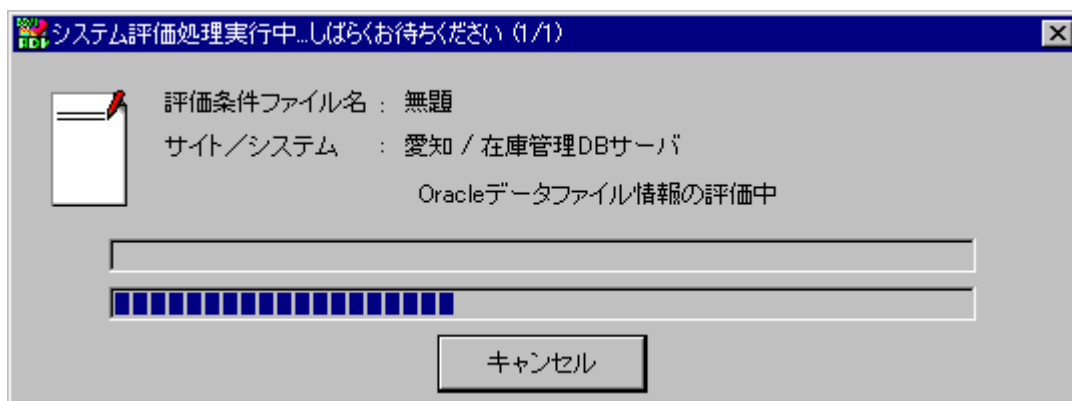 システム評価処理実行中...しばらくお待ちください (1/1)
評価条件ファイル名 : 無題
サイト／システム : 愛知 / 在庫管理DBサーバ
Oracleデータファイル情報の評価中
キャンセル